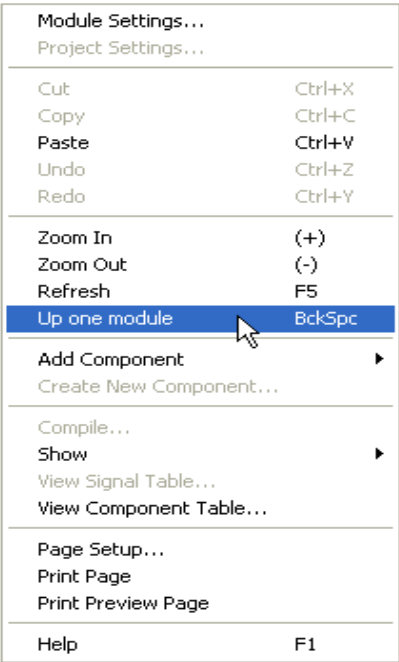 Module Settings...
Project Settings...
Cut Ctrl+X
Copy Ctrl+C
Paste Ctrl+V
Undo Ctrl+Z
Redo Ctrl+Y
Zoom In (+)
Zoom Out (-)
Refresh F5
Up one module BckSpc
Add Component
Create New Component...
Compile...
Show
View Signal Table...
View Component Table...
Page Setup...
Print Page
Print Preview Page
Help F1